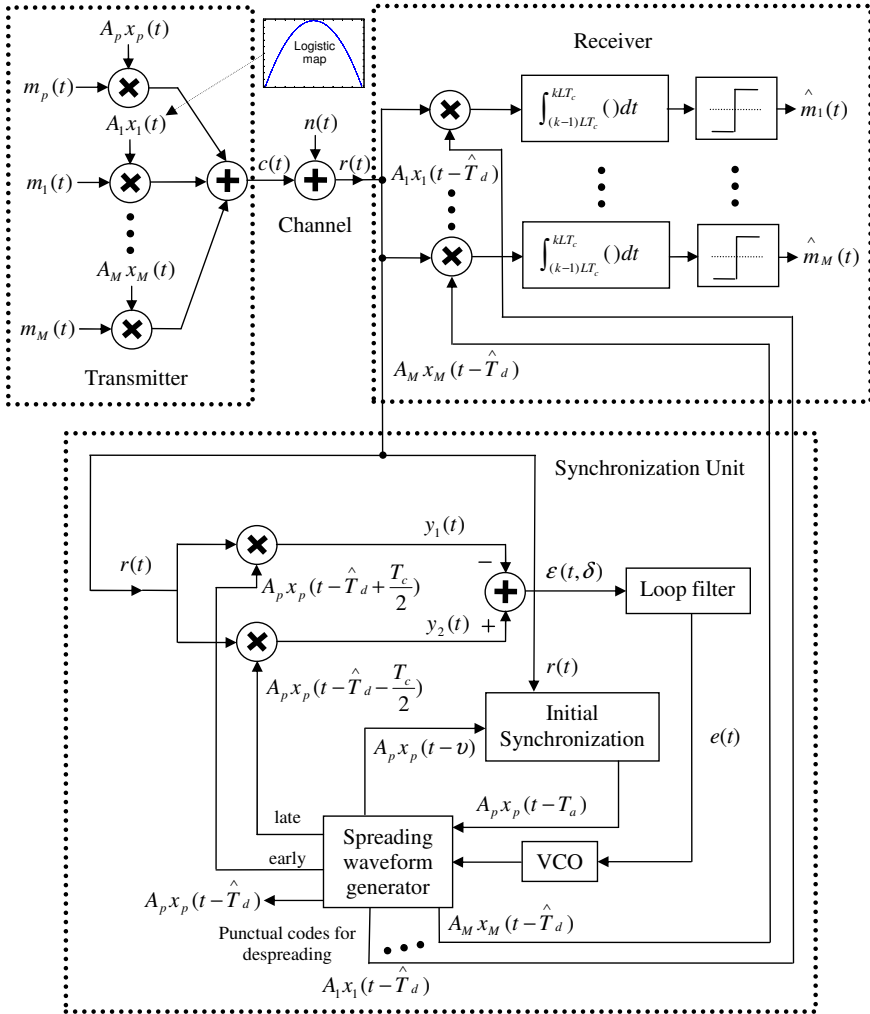 A_p x_p(t)
m_p(t)
Logistic
map
A_1 x_1(t)
m_1(t)
A_M x_M(t)
m_M(t)
Transmitter
c(t)
n(t)
r(t)
Channel
Receiver
∫_{(k−1)LT_c}^{kLT_c} ()dt
m̂_1(t)
A_1 x_1(t−T̂_d)
∫_{(k−1)LT_c}^{kLT_c} ()dt
m̂_M(t)
A_M x_M(t−T̂_d)
Synchronization Unit
r(t)
y_1(t)
−
A_p x_p(t−T̂_d+T_c/2)
ε(t,δ)
Loop filter
y_2(t)
+
A_p x_p(t−T̂_d−T_c/2)
r(t)
Initial
Synchronization
A_p x_p(t−υ)
e(t)
A_p x_p(t−T_a)
late
early
Spreading
waveform
generator
VCO
A_p x_p(t−T̂_d)
Punctual codes for
despreading
A_M x_M(t−T̂_d)
A_1 x_1(t−T̂_d)